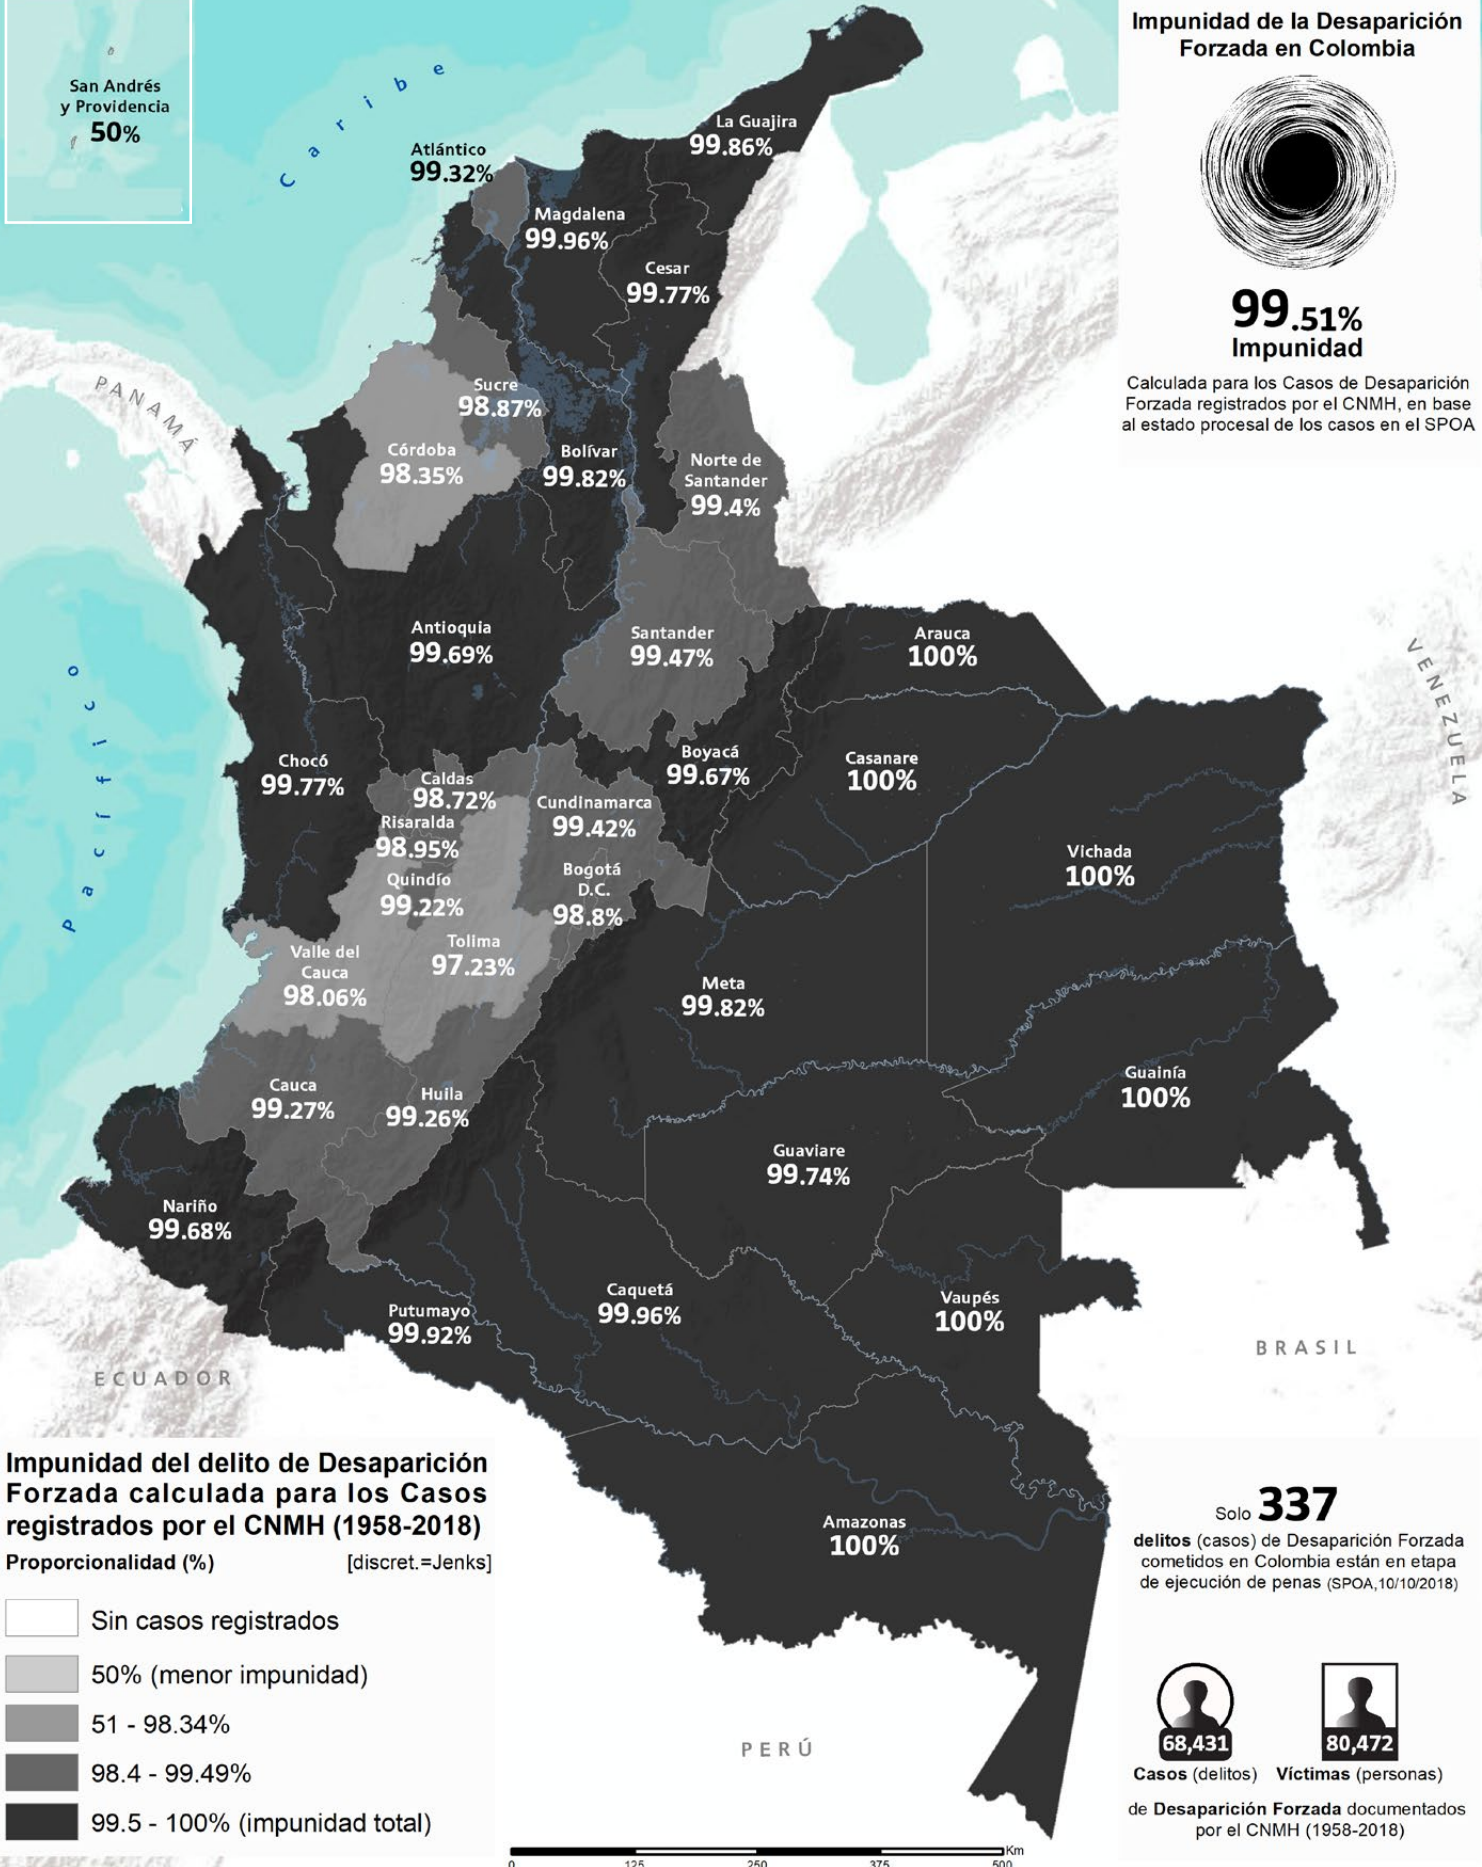 San Andrés
y Providencia
50%
Caribe
Impunidad de la Desaparición
Forzada en Colombia
99.51%
Impunidad
Calculada para los Casos de Desaparición
Forzada registrados por el CNMH, en base
al estado procesal de los casos en el SPOA
La Guajira
99.86%
Atlántico
99.32%
Magdalena
99.96%
Cesar
99.77%
PANAMÁ
Sucre
98.87%
Córdoba
98.35%
Bolívar
99.82%
Norte de
Santander
99.4%
Antioquia
99.69%
Santander
99.47%
Arauca
100%
VENEZUELA
Pacífico
Chocó
99.77%
Caldas
98.72%
Boyacá
99.67%
Casanare
100%
Cundinamarca
99.42%
Risaralda
98.95%
Vichada
100%
Quindío
99.22%
Bogotá
D.C.
98.8%
Valle del
Cauca
98.06%
Tolima
97.23%
Meta
99.82%
Guainía
100%
Cauca
99.27%
Huila
99.26%
Guaviare
99.74%
Nariño
99.68%
Putumayo
99.92%
Caquetá
99.96%
Vaupés
100%
BRASIL
ECUADOR
Amazonas
100%
PERÚ
Impunidad del delito de Desaparición
Forzada calculada para los Casos
registrados por el CNMH (1958-2018)
Proporcionalidad (%) [discret.=Jenks]
Sin casos registrados
50% (menor impunidad)
51 - 98.34%
98.4 - 99.49%
99.5 - 100% (impunidad total)
Solo 337
delitos (casos) de Desaparición Forzada
cometidos en Colombia están en etapa
de ejecución de penas (SPOA,10/10/2018)
68,431 80,472
Casos (delitos) Víctimas (personas)
de Desaparición Forzada documentados
por el CNMH (1958-2018)
Km
0 125 250 375 500